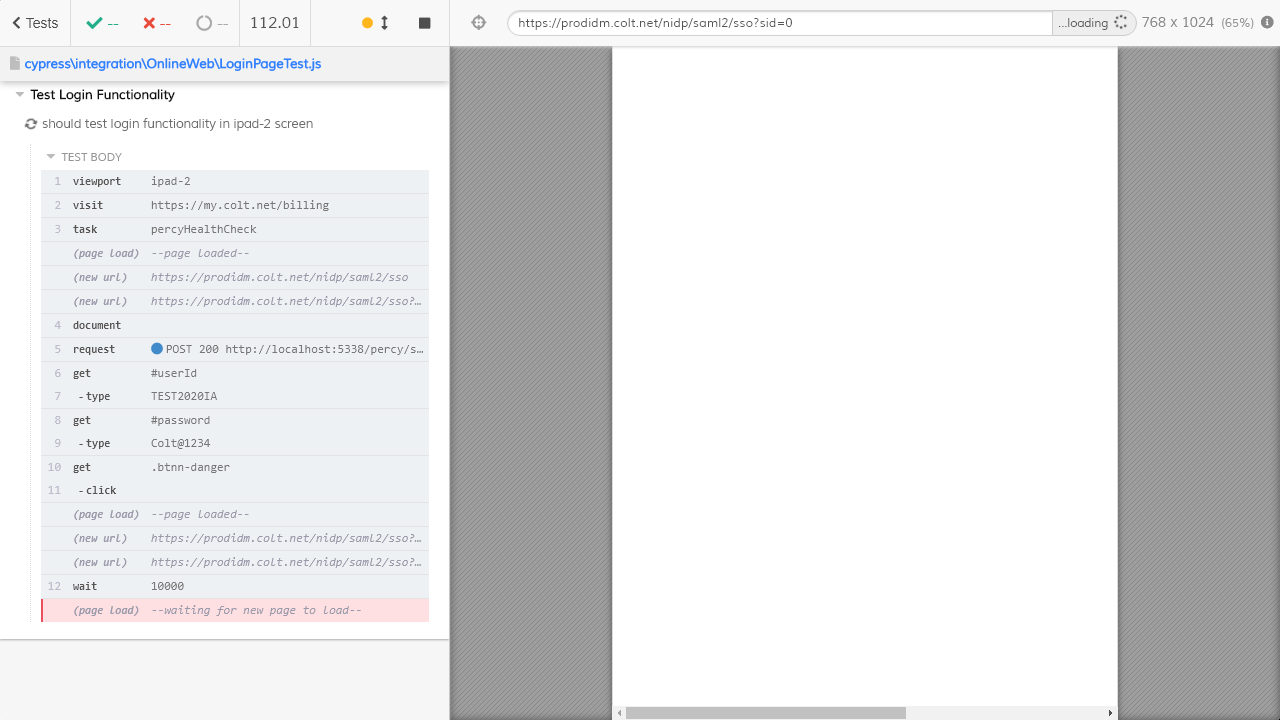 Tests -- -- -- 112.01
https://prodidm.colt.net/nidp/saml2/sso?sid=0 ...loading 768 x 1024 (65%)
cypress\integration\OnlineWeb\LoginPageTest.js
Test Login Functionality
should test login functionality in ipad-2 screen
TEST BODY
1 viewport ipad-2
2 visit https://my.colt.net/billing
3 task percyHealthCheck
(page load) --page loaded--
(new url) https://prodidm.colt.net/nidp/saml2/sso
(new url) https://prodidm.colt.net/nidp/saml2/sso?…
4 document
5 request POST 200 http://localhost:5338/percy/s…
6 get #userId
7 -type TEST2020IA
8 get #password
9 -type Colt@1234
10 get .btnn-danger
11 -click
(page load) --page loaded--
(new url) https://prodidm.colt.net/nidp/saml2/sso?…
(new url) https://prodidm.colt.net/nidp/saml2/sso?…
12 wait 10000
(page load) --waiting for new page to load--